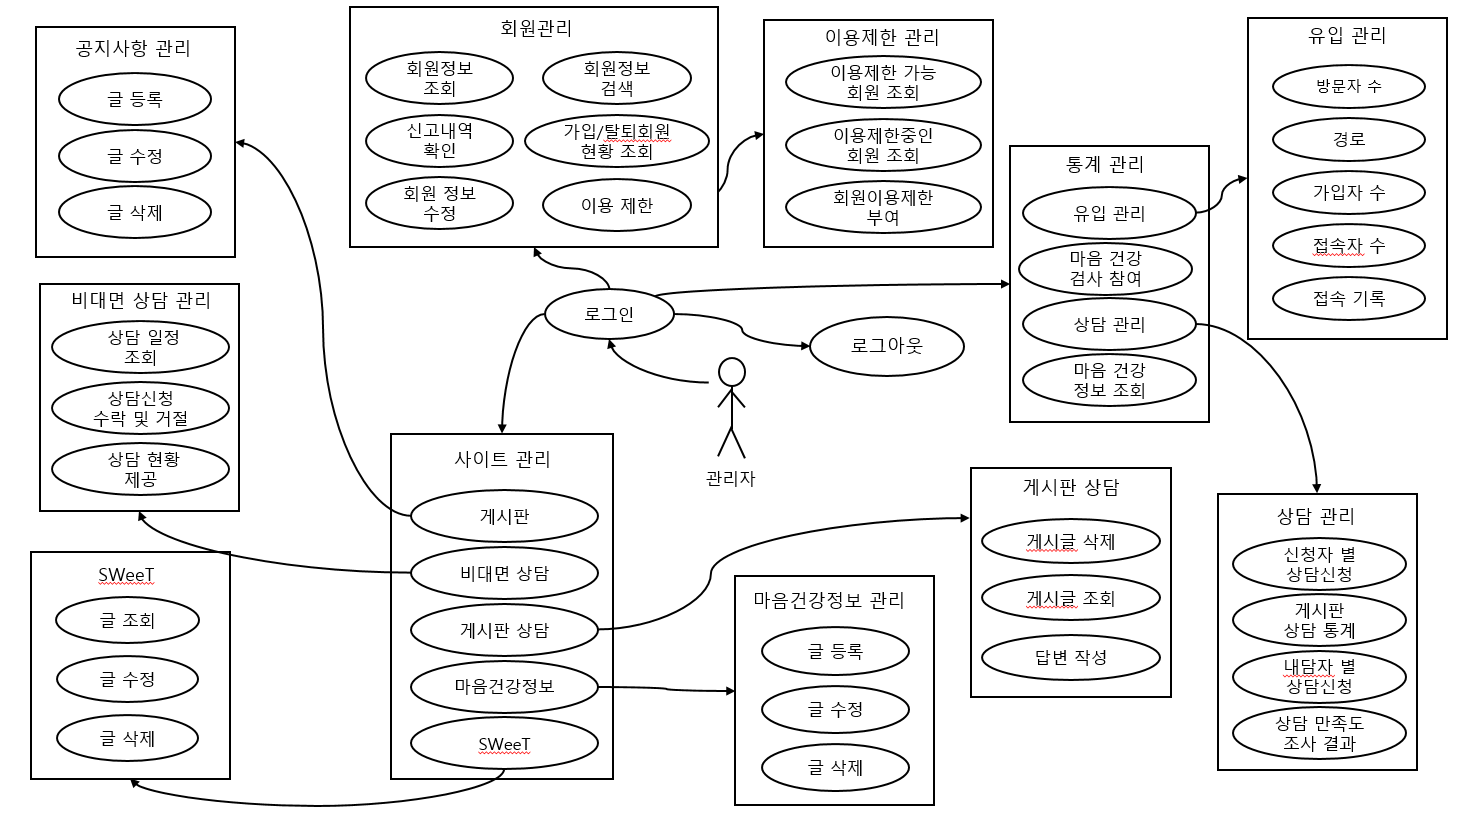 공지사항 관리
글 등록
글 수정
글 삭제
회원관리
회원정보
조회
회원정보
검색
신고내역
확인
가입/탈퇴회원
현황 조회
회원 정보
수정
이용 제한
이용제한 관리
이용제한 가능
회원 조회
이용제한중인
회원 조회
회원이용제한
부여
유입 관리
방문자 수
경로
가입자 수
접속자 수
접속 기록
통계 관리
유입 관리
마음 건강
검사 참여
상담 관리
마음 건강
정보 조회
비대면 상담 관리
상담 일정
조회
상담신청
수락 및 거절
상담 현황
제공
로그인
로그아웃
관리자
사이트 관리
게시판
비대면 상담
게시판 상담
마음건강정보
SWeeT
SWeeT
글 조회
글 수정
글 삭제
마음건강정보 관리
글 등록
글 수정
글 삭제
게시판 상담
게시글 삭제
게시글 조회
답변 작성
상담 관리
신청자 별
상담신청
게시판
상담 통계
내담자 별
상담신청
상담 만족도
조사 결과